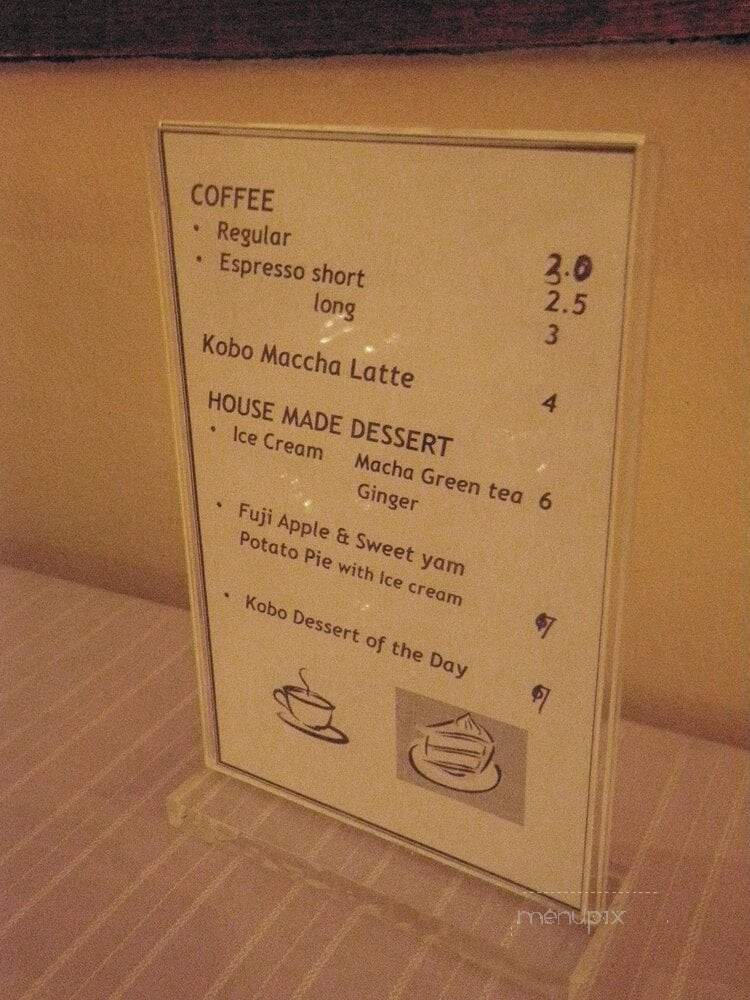 COFFEE
• Regular 2.0
• Espresso short 2.5
long 3
Kobo Maccha Latte 4
HOUSE MADE DESSERT
• Ice Cream Macha Green tea 6
Ginger
• Fuji Apple & Sweet yam
Potato Pie with Ice cream 7
• Kobo Dessert of the Day 7
menupix